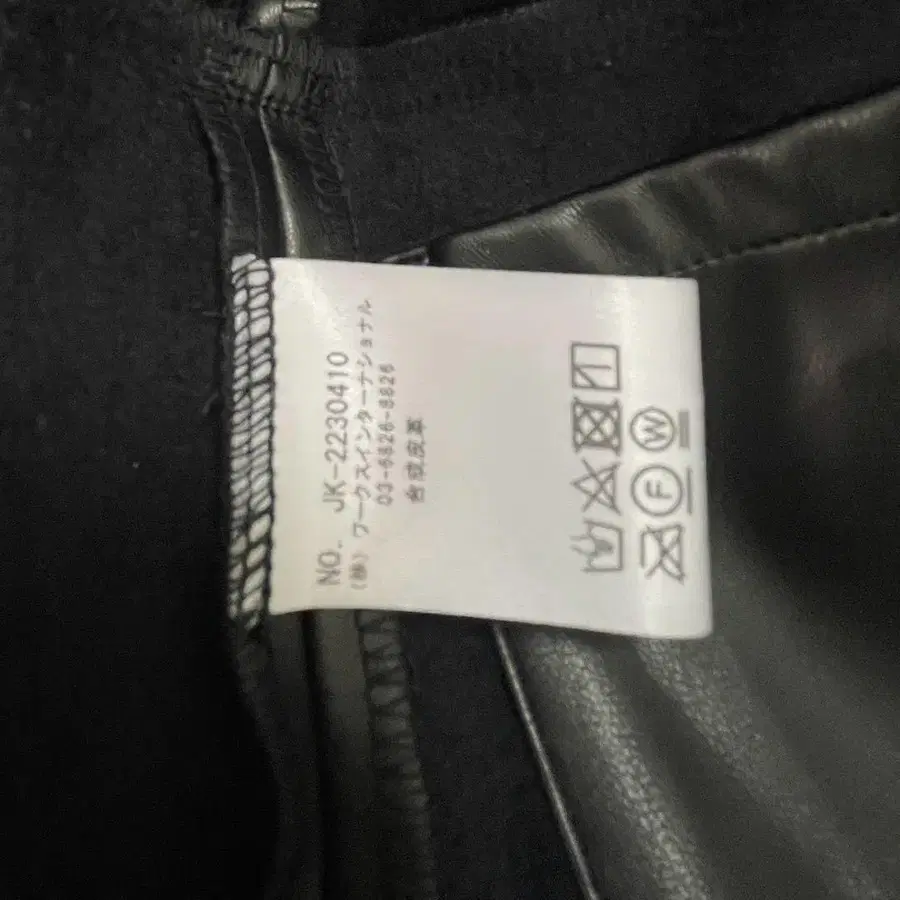 NO. JK-2230410
(株) ワークスインターナショナル
03-6826-8826
合成皮革
W
F